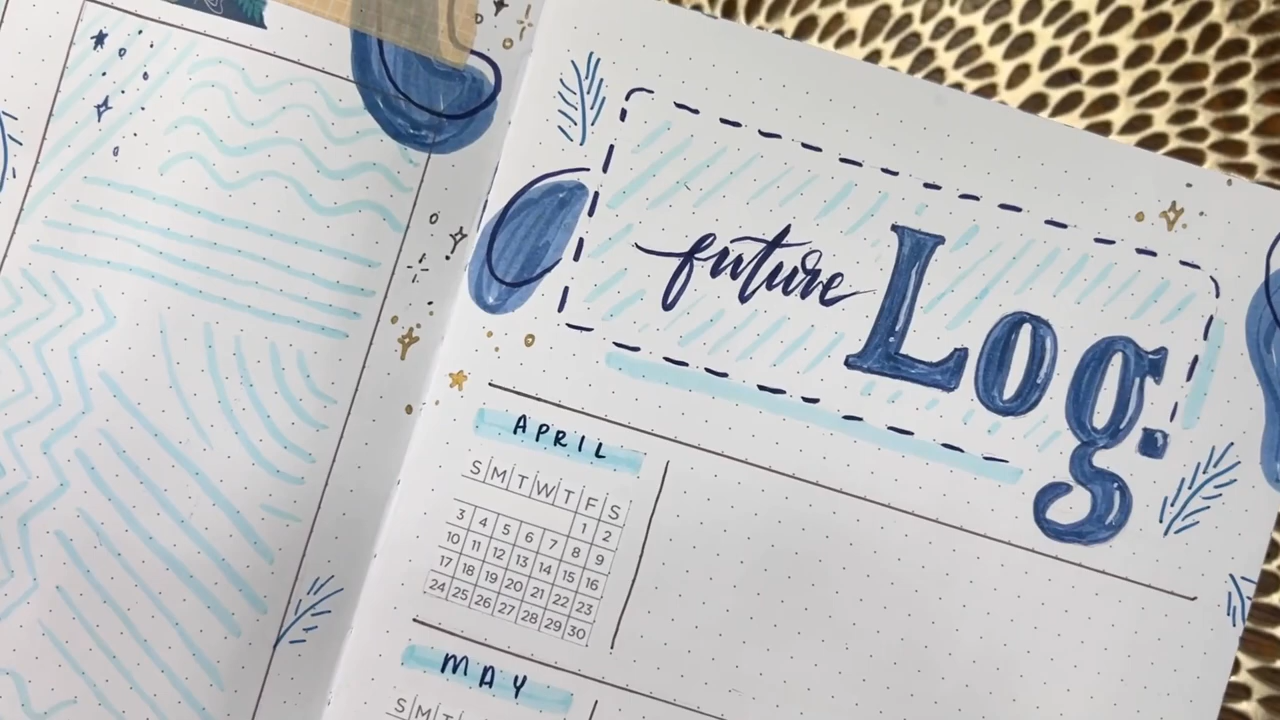 future Log.
APRIL
S M T W T F S
1 2
3 4 5 6 7 8 9
10 11 12 13 14 15 16
17 18 19 20 21 22 23
24 25 26 27 28 29 30
MAY
S M T